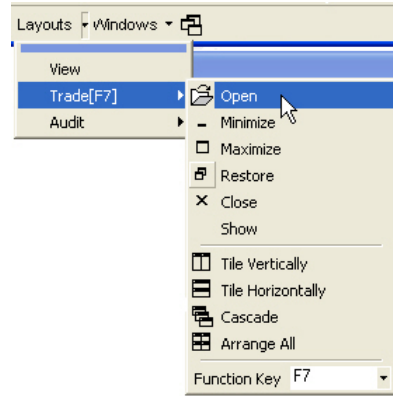 Layouts Windows
View
Trade[F7]
Audit
Open
Minimize
Maximize
Restore
Close
Show
Tile Vertically
Tile Horizontally
Cascade
Arrange All
Function Key F7